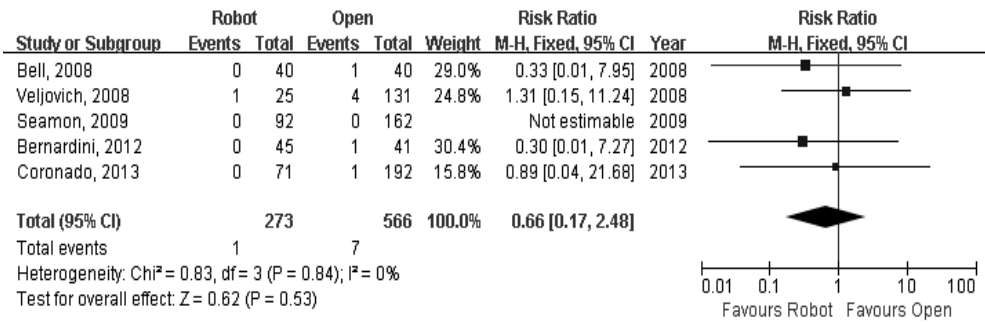 Robot Open Risk Ratio Risk Ratio
Study or Subgroup Events Total Events Total Weight M-H, Fixed, 95% CI Year M-H, Fixed, 95% CI
Bell, 2008 0 40 1 40 29.0% 0.33 [0.01, 7.95] 2008
Veljovich, 2008 1 25 4 131 24.8% 1.31 [0.15, 11.24] 2008
Seamon, 2009 0 92 0 162 Not estimable 2009
Bernardini, 2012 0 45 1 41 30.4% 0.30 [0.01, 7.27] 2012
Coronado, 2013 0 71 1 192 15.8% 0.89 [0.04, 21.68] 2013
Total (95% CI) 273 566 100.0% 0.66 [0.17, 2.48]
Total events 1 7
Heterogeneity: Chi² = 0.83, df = 3 (P = 0.84); I² = 0%
Test for overall effect: Z = 0.62 (P = 0.53)
0.01 0.1 1 10 100
Favours Robot Favours Open